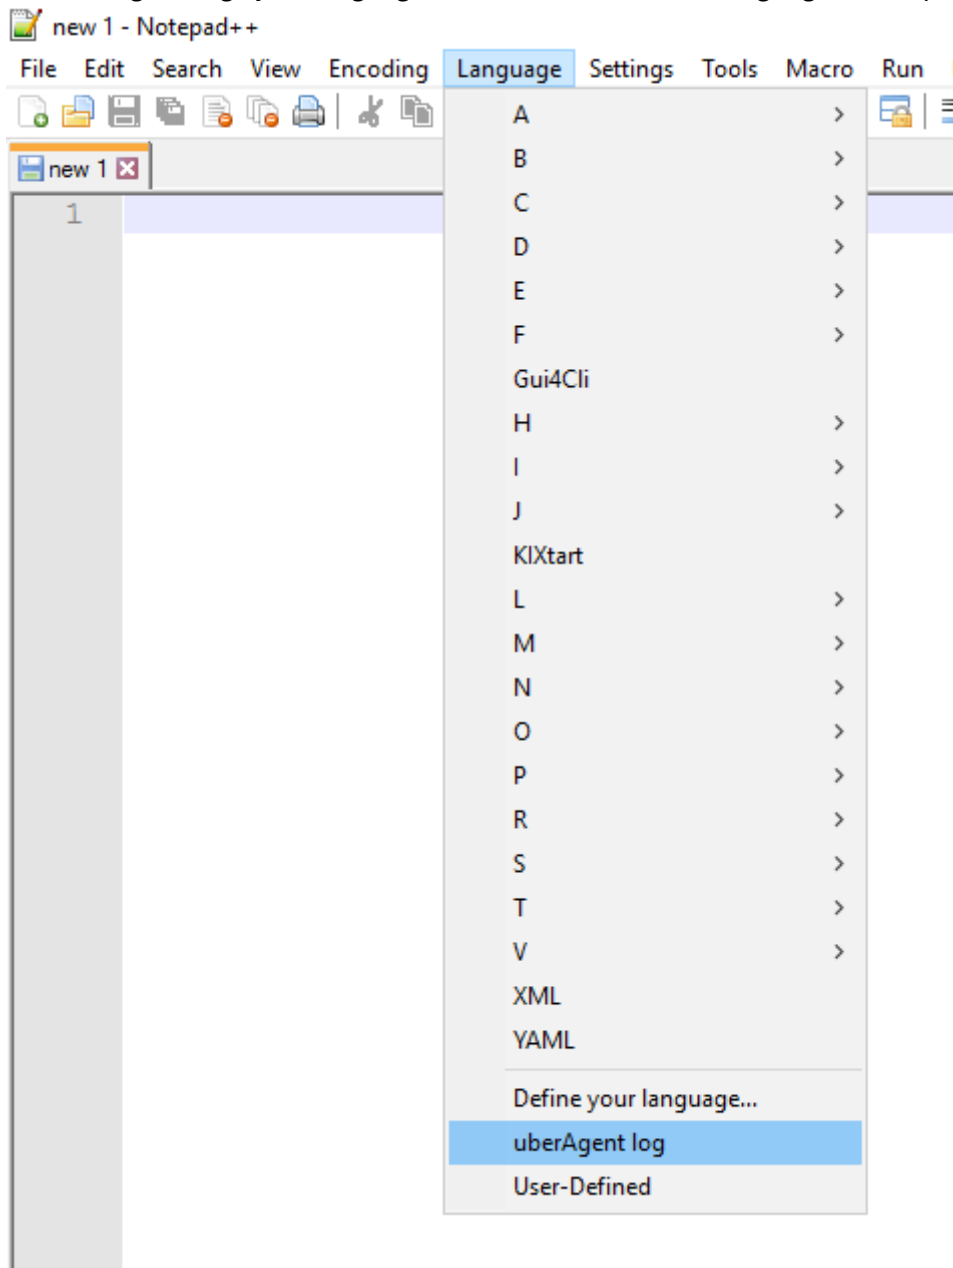 new 1 - Notepad++
File Edit Search View Encoding Language Settings Tools Macro Run
new 1
1
A
B
C
D
E
F
Gui4Cli
H
I
J
KIXtart
L
M
N
O
P
R
S
T
V
XML
YAML
Define your language...
uberAgent log
User-Defined